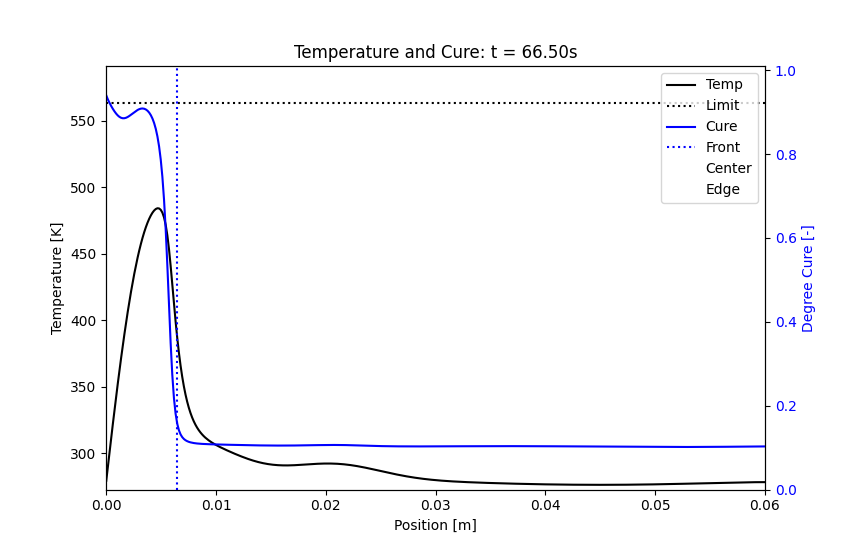 Temperature and Cure: t = 66.50s
Temp
Limit
Cure
Front
Center
Edge
550
500
450
400
350
300
Temperature [K]
1.0
0.8
0.6
0.4
0.2
0.0
Degree Cure [-]
0.00 0.01 0.02 0.03 0.04 0.05 0.06
Position [m]